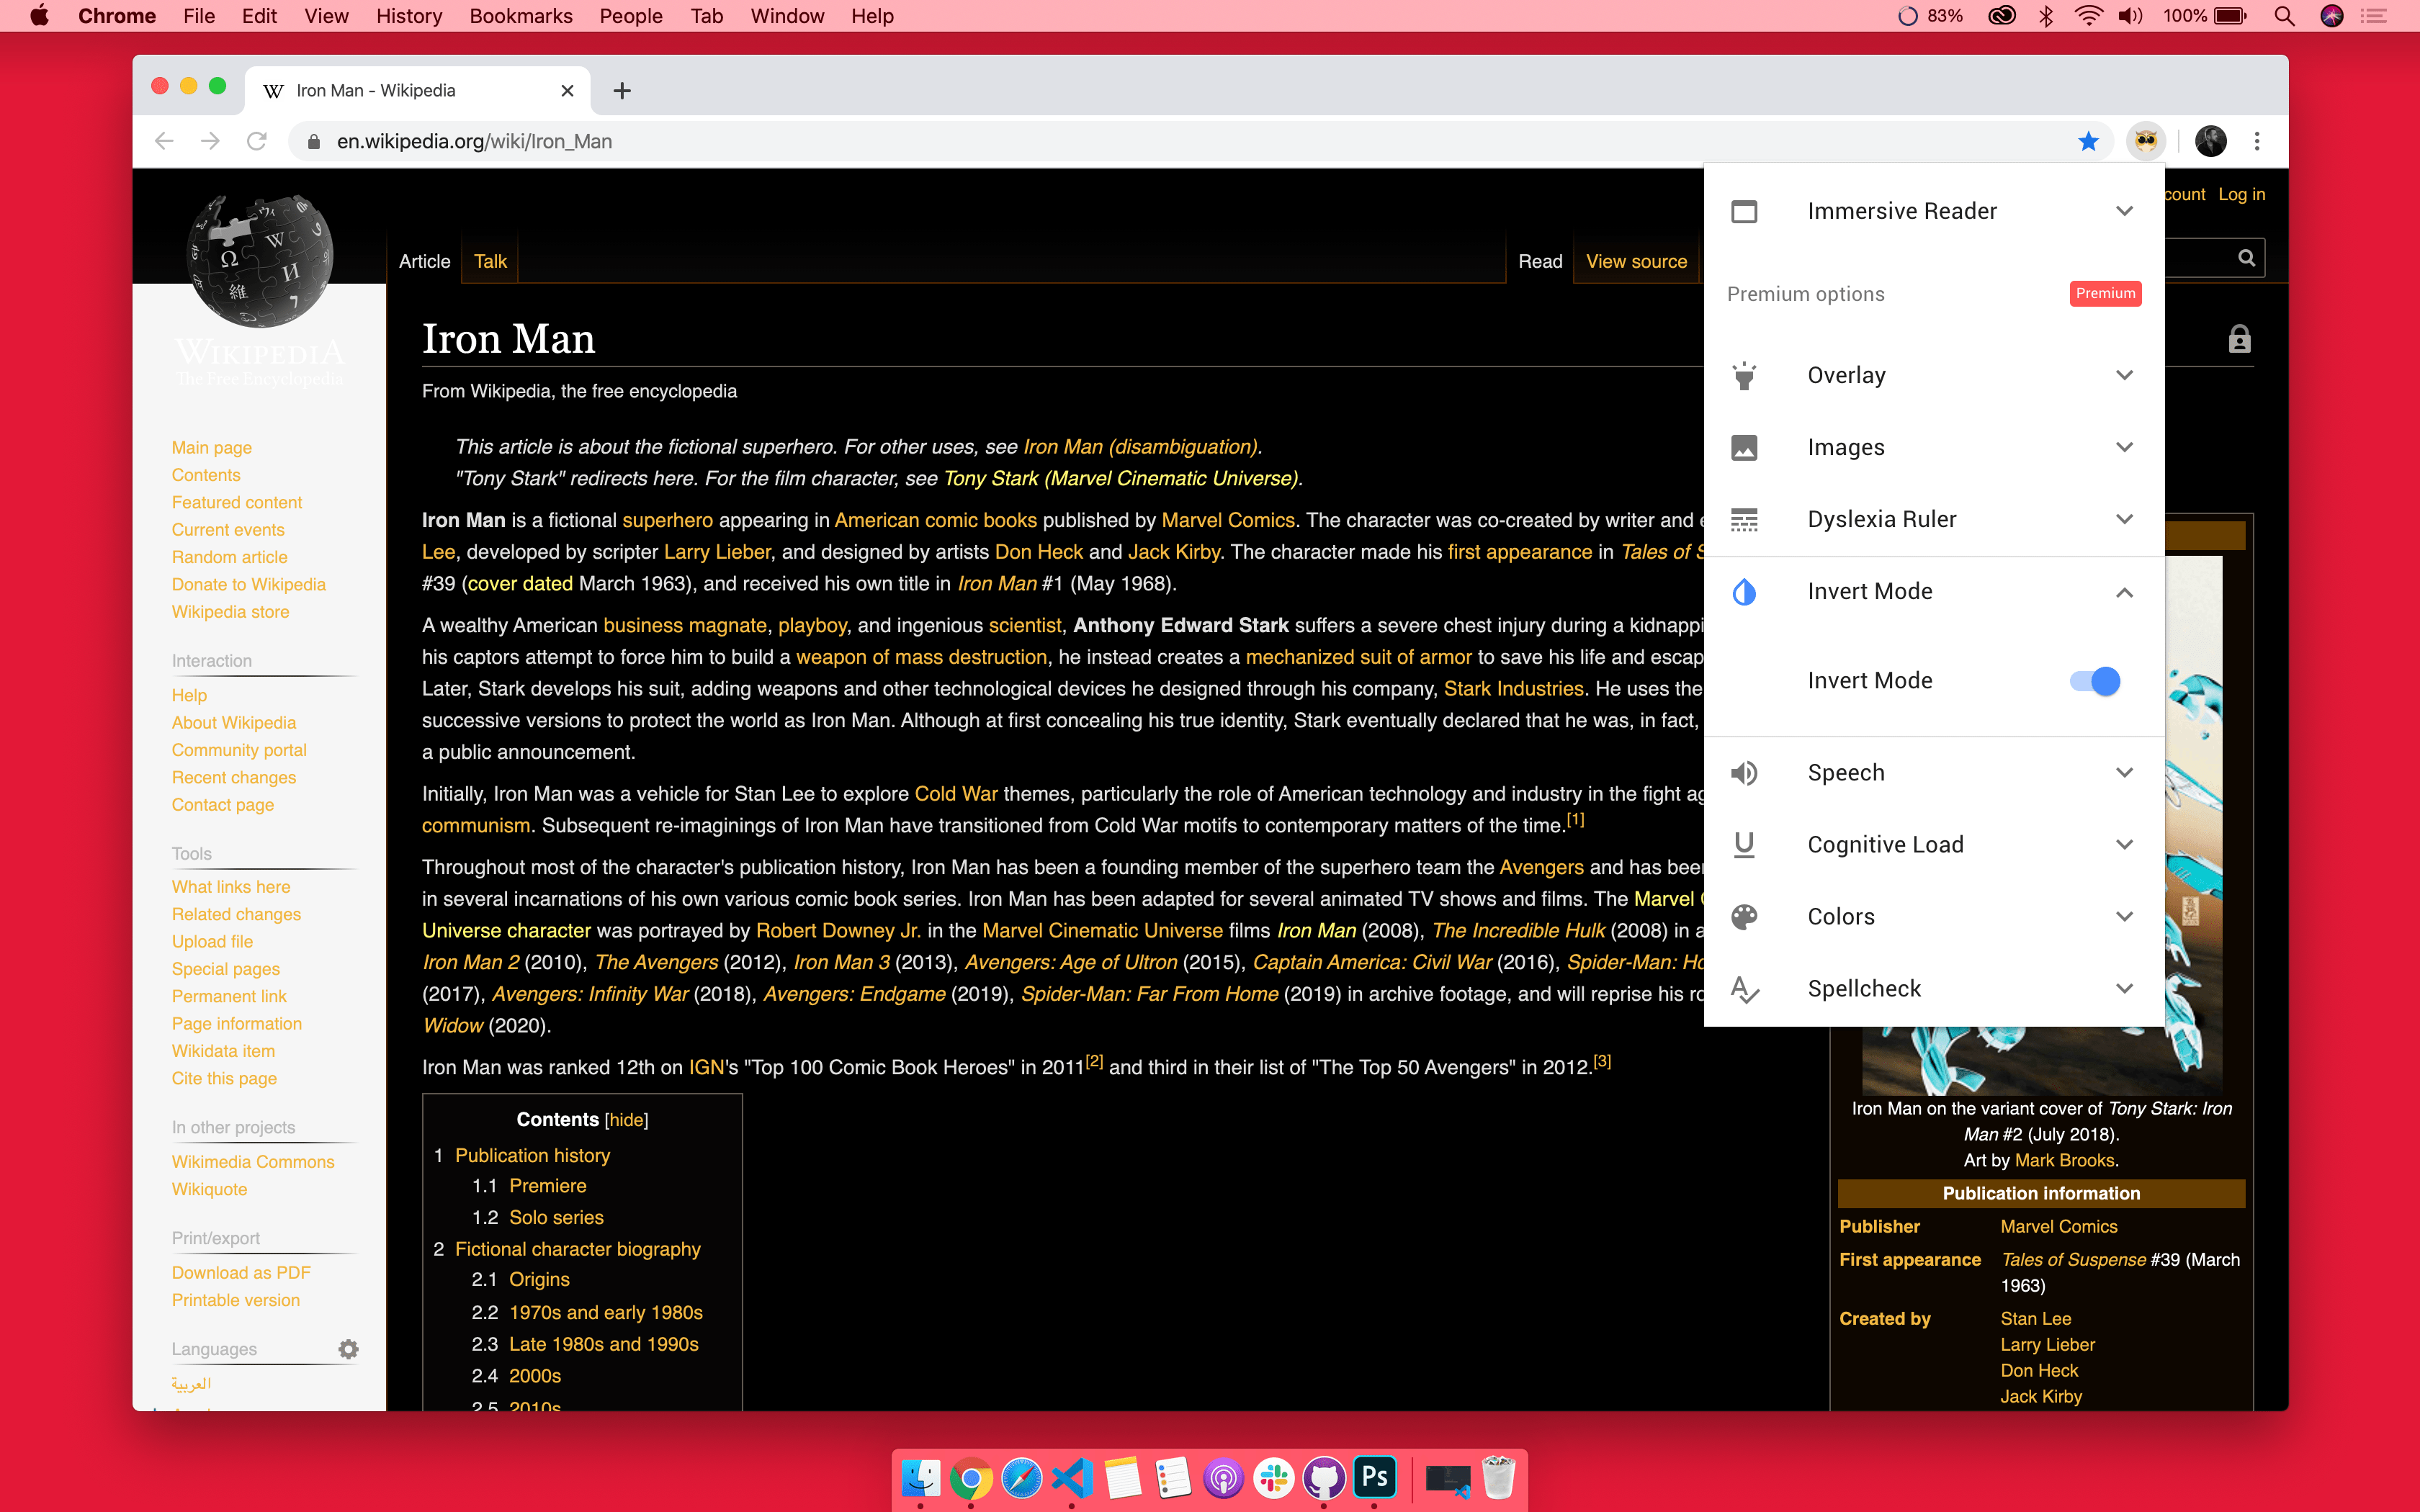 Chrome File Edit View History Bookmarks People Tab Window Help
83% 100%
W Iron Man - Wikipedia
en.wikipedia.org/wiki/Iron_Man
count Log in
Article Talk
Read View source
WIKIPEDIA
The Free Encyclopedia
Main page
Contents
Featured content
Current events
Random article
Donate to Wikipedia
Wikipedia store
Interaction
Help
About Wikipedia
Community portal
Recent changes
Contact page
Tools
What links here
Related changes
Upload file
Special pages
Permanent link
Page information
Wikidata item
Cite this page
In other projects
Wikimedia Commons
Wikiquote
Print/export
Download as PDF
Printable version
Languages
العربية
Iron Man
From Wikipedia, the free encyclopedia
This article is about the fictional superhero. For other uses, see Iron Man (disambiguation).
"Tony Stark" redirects here. For the film character, see Tony Stark (Marvel Cinematic Universe).
Iron Man is a fictional superhero appearing in American comic books published by Marvel Comics. The character was co-created by writer and
Lee, developed by scripter Larry Lieber, and designed by artists Don Heck and Jack Kirby. The character made his first appearance in Tales of
#39 (cover dated March 1963), and received his own title in Iron Man #1 (May 1968).
A wealthy American business magnate, playboy, and ingenious scientist, Anthony Edward Stark suffers a severe chest injury during a kidnappi
his captors attempt to force him to build a weapon of mass destruction, he instead creates a mechanized suit of armor to save his life and escap
Later, Stark develops his suit, adding weapons and other technological devices he designed through his company, Stark Industries. He uses the
successive versions to protect the world as Iron Man. Although at first concealing his true identity, Stark eventually declared that he was, in fact,
a public announcement.
Initially, Iron Man was a vehicle for Stan Lee to explore Cold War themes, particularly the role of American technology and industry in the fight ag
communism. Subsequent re-imaginings of Iron Man have transitioned from Cold War motifs to contemporary matters of the time.[1]
Throughout most of the character's publication history, Iron Man has been a founding member of the superhero team the Avengers and has bee
in several incarnations of his own various comic book series. Iron Man has been adapted for several animated TV shows and films. The Marvel
Universe character was portrayed by Robert Downey Jr. in the Marvel Cinematic Universe films Iron Man (2008), The Incredible Hulk (2008) in a
Iron Man 2 (2010), The Avengers (2012), Iron Man 3 (2013), Avengers: Age of Ultron (2015), Captain America: Civil War (2016), Spider-Man: Ho
(2017), Avengers: Infinity War (2018), Avengers: Endgame (2019), Spider-Man: Far From Home (2019) in archive footage, and will reprise his ro
Widow (2020).
Iron Man was ranked 12th on IGN's "Top 100 Comic Book Heroes" in 2011[2] and third in their list of "The Top 50 Avengers" in 2012.[3]
Contents [hide]
1 Publication history
1.1 Premiere
1.2 Solo series
2 Fictional character biography
2.1 Origins
2.2 1970s and early 1980s
2.3 Late 1980s and 1990s
2.4 2000s
2.5 2010s
Immersive Reader
Premium options Premium
Overlay
Images
Dyslexia Ruler
Invert Mode
Invert Mode
Speech
Cognitive Load
Colors
Spellcheck
Iron Man on the variant cover of Tony Stark: Iron
Man #2 (July 2018).
Art by Mark Brooks.
Publication information
Publisher Marvel Comics
First appearance Tales of Suspense #39 (March
1963)
Created by Stan Lee
Larry Lieber
Don Heck
Jack Kirby
Ps